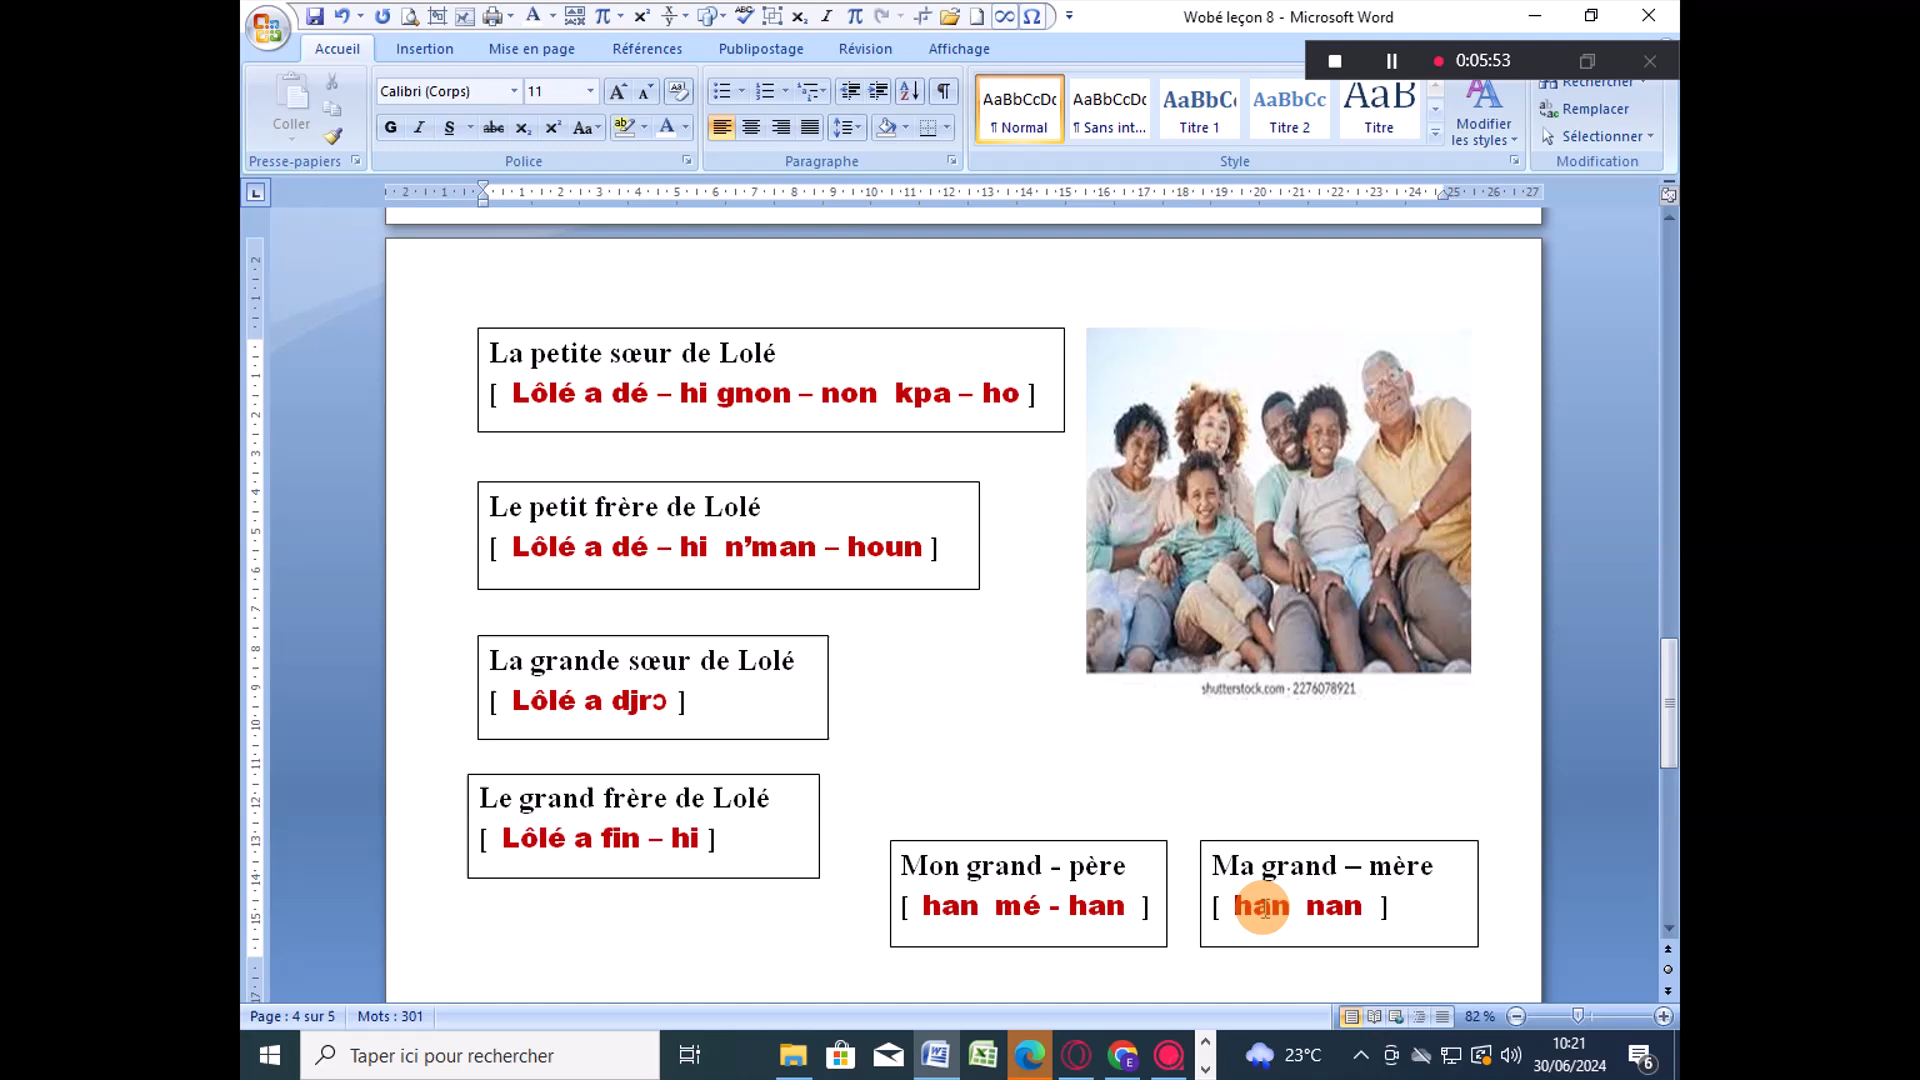 Wobé leçon 8 - Microsoft Word
Accueil Insertion Mise en page Références Publipostage Révision Affichage
0:05:53
Coller
Calibri (Corps) 11
G I S abc x₂ x² Aa
AaBbCcDc AaBbCcDc AaBbC AaBbCc AaB
¶ Normal ¶ Sans int... Titre 1 Titre 2 Titre
Modifier les styles
Rechercher
Remplacer
Sélectionner
Presse-papiers Police Paragraphe Style Modification
La petite sœur de Lolé
[ Lôlé a dé – hi gnon – non kpa – ho ]
Le petit frère de Lolé
[ Lôlé a dé – hi n’man – houn ]
La grande sœur de Lolé
[ Lôlé a djrɔ ]
Le grand frère de Lolé
[ Lôlé a fin – hi ]
shutterstock.com · 2276078921
Mon grand - père
[ han mé - han ]
Ma grand – mère
[ han nan ]
Page : 4 sur 5 Mots : 301 82 %
Taper ici pour rechercher
23°C
10:21
30/06/2024
6